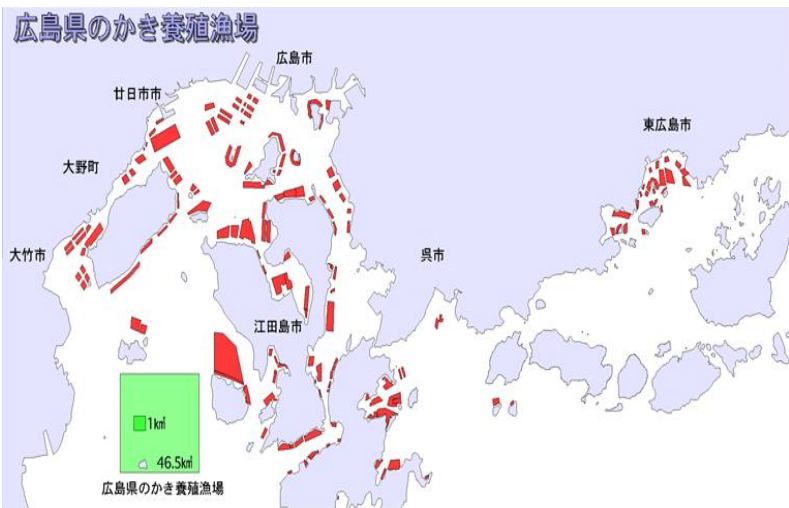 広島県のかき養殖漁場
広島市
廿日市市
東広島市
大野町
大竹市
呉市
江田島市
1k㎡
46.5k㎡
広島県のかき養殖漁場